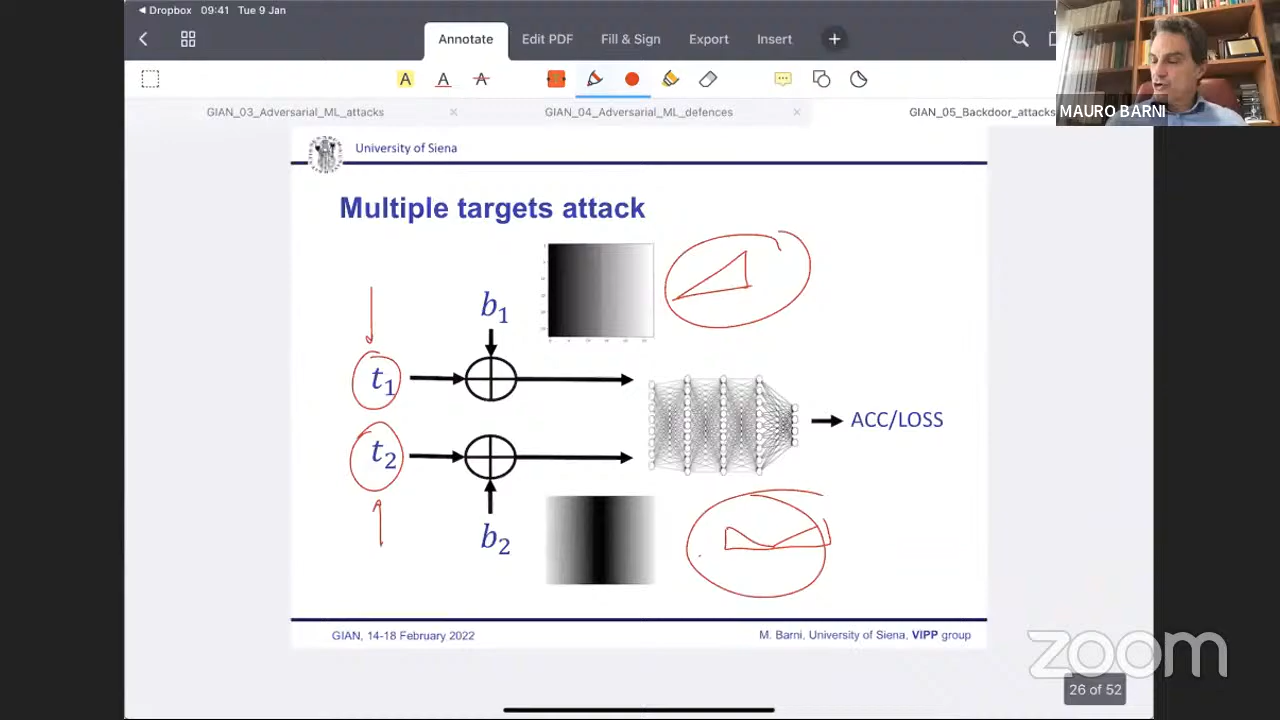 Dropbox 09:41 Tue 9 Jan
Annotate Edit PDF Fill & Sign Export Insert
A A A
GIAN_03_Adversarial_ML_attacks GIAN_04_Adversarial_ML_defences GIAN_05_Backdoor_attacks
MAURO BARNI
University of Siena
Multiple targets attack
b1
t1
ACC/LOSS
t2
b2
GIAN, 14-18 February 2022 M. Barni, University of Siena, VIPP group
zoom
26 of 52